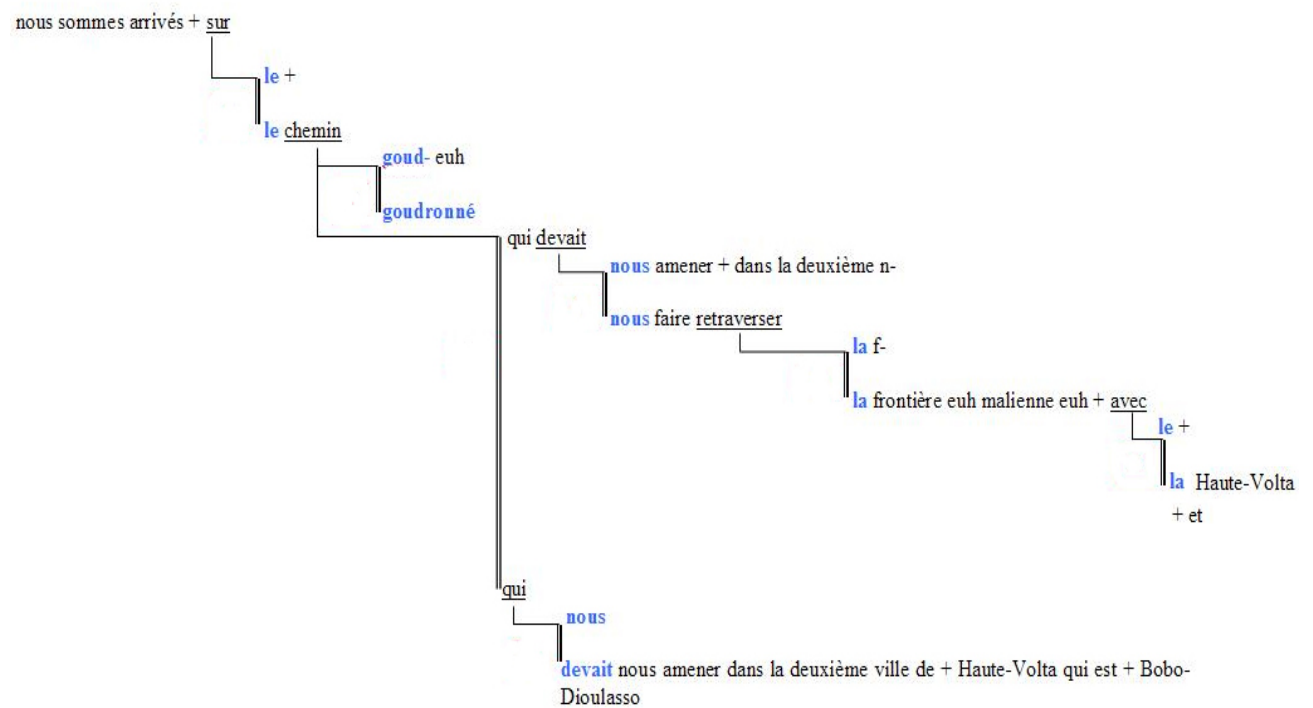 nous sommes arrivés + sur
le +
le chemin
goud- euh
goudronné
qui devait
nous amener + dans la deuxième n-
nous faire retraverser
la f-
la frontière euh malienne euh + avec
le +
la Haute-Volta
+ et
qui
nous
devait nous amener dans la deuxième ville de + Haute-Volta qui est + Bobo-
Dioulasso